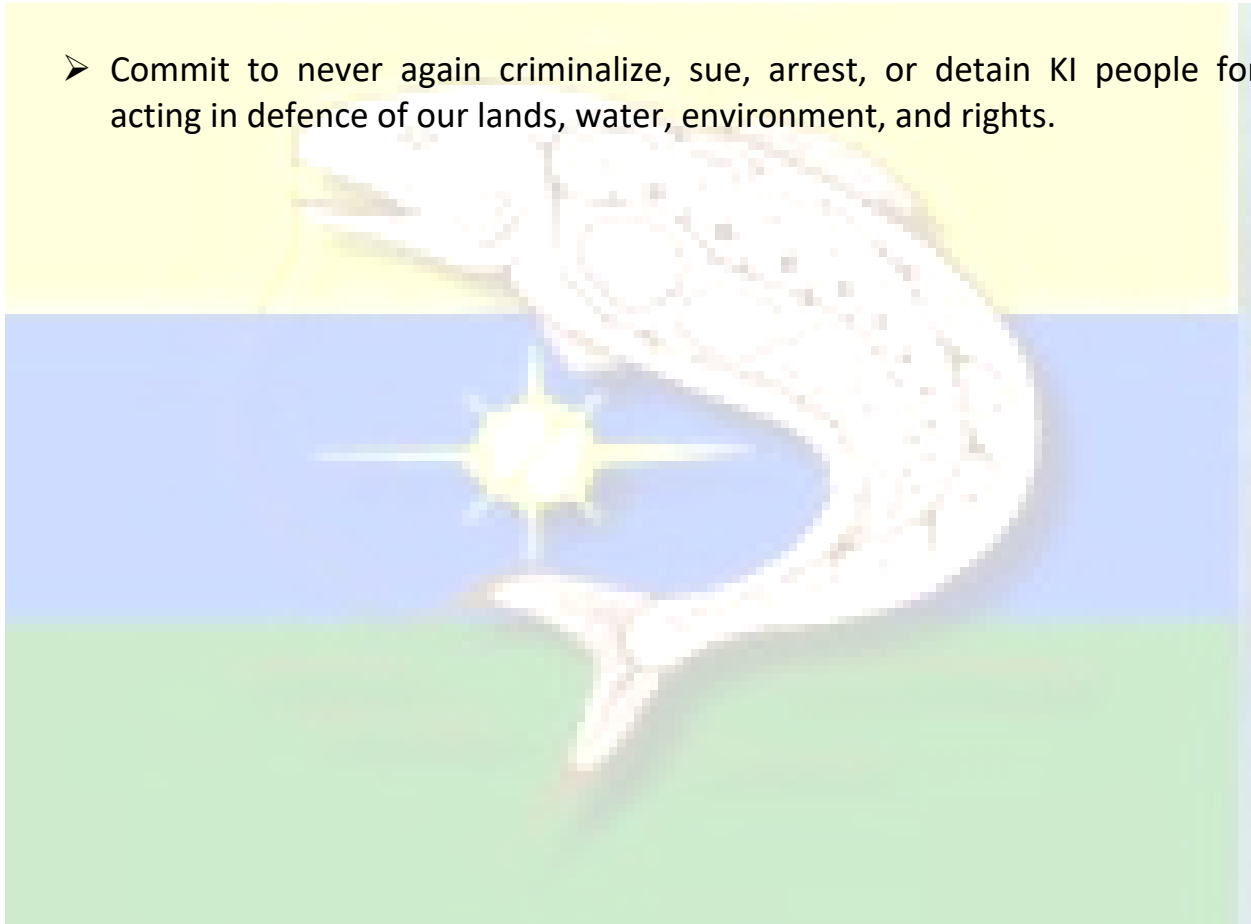 ➢ Commit to never again criminalize, sue, arrest, or detain KI people for
acting in defence of our lands, water, environment, and rights.